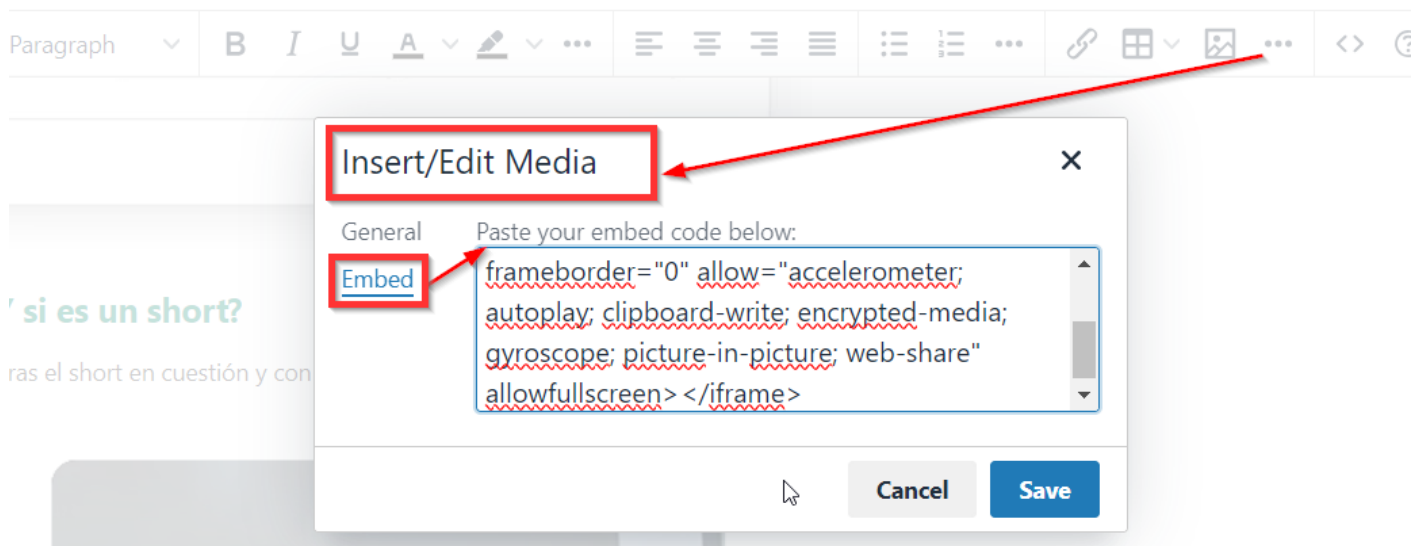 Paragraph B I U A
Insert/Edit Media
General Paste your embed code below:
Embed
frameborder="0" allow="accelerometer;
autoplay; clipboard-write; encrypted-media;
gyroscope; picture-in-picture; web-share"
allowfullscreen></iframe>
si es un short?
ras el short en cuestión y con
Cancel Save